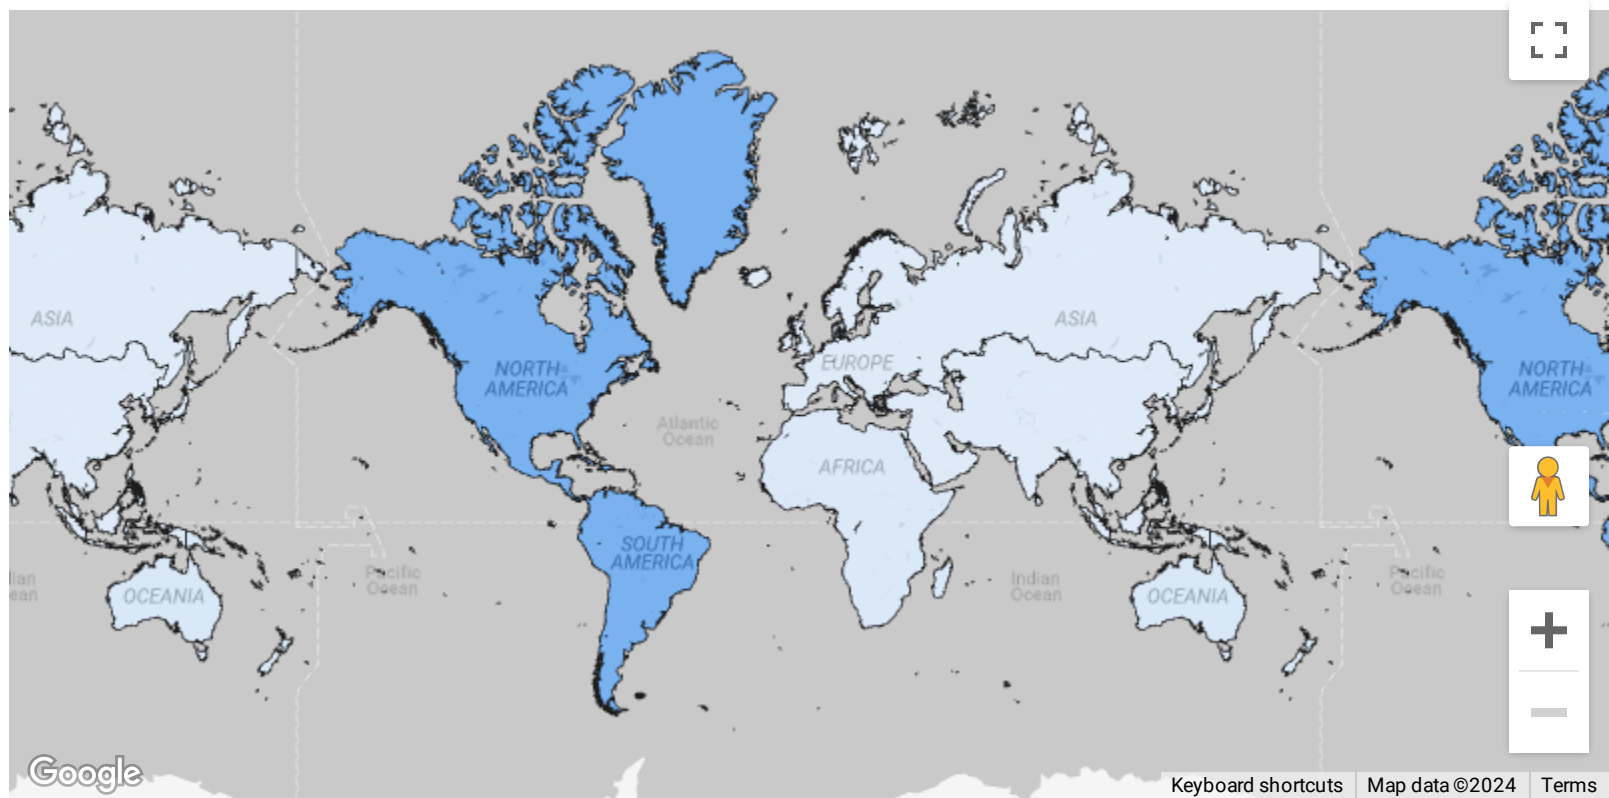 ASIA
NORTH
AMERICA
EUROPE
ASIA
NORTH
AMERICA
Atlantic
Ocean
AFRICA
SOUTH
AMERICA
Pacific
Ocean
OCEANIA
Indian
Ocean
OCEANIA
Pacific
Ocean
Google
Keyboard shortcuts
Map data ©2024
Terms